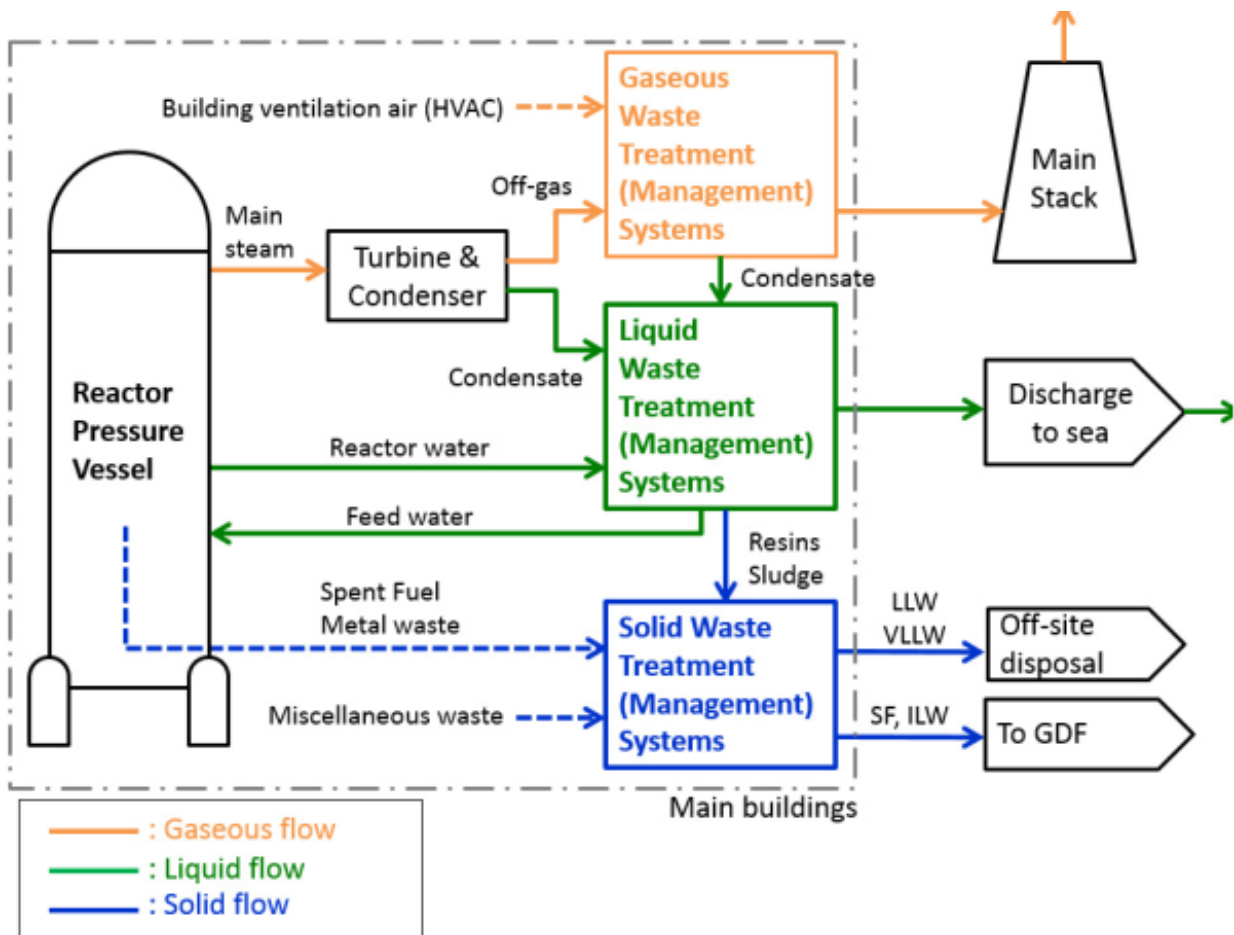 Building ventilation air (HVAC)
Gaseous
Waste
Treatment
(Management)
Systems
Main
Stack
Off-gas
Main
steam
Turbine &
Condenser
Condensate
Condensate
Liquid
Waste
Treatment
(Management)
Systems
Discharge
to sea
Reactor
Pressure
Vessel
Reactor water
Feed water
Resins
Sludge
Spent Fuel
Metal waste
Solid Waste
Treatment
(Management)
Systems
LLW
VLLW
Off-site
disposal
Miscellaneous waste
SF, ILW
To GDF
Main buildings
: Gaseous flow
: Liquid flow
: Solid flow